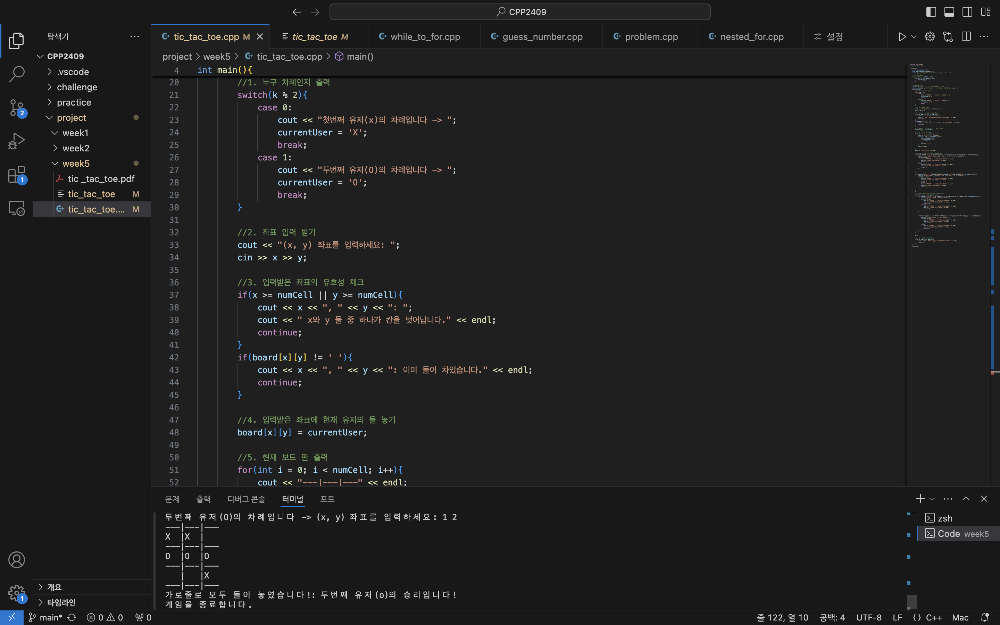 CPP2409
탐색기
tic_tac_toe.cpp M
tic_tac_toe M
while_to_for.cpp
guess_number.cpp
problem.cpp
nested_for.cpp
설정
project > week5 > tic_tac_toe.cpp > main()
CPP2409
.vscode
challenge
practice
project
week1
week2
week5
tic _tac_toe.pdf
tic_tac_toe M
tic_tac_toe.... M
2
1
1
개요
타임라인
4 int main(){
20 //1. 누구 차례인지 출력
21 switch(k % 2){
22 case 0:
23 cout << "첫번째 유저(x)의 차례입니다 -> ";
24 currentUser = 'X';
25 break;
26 case 1:
27 cout << "두번째 유저(O)의 차례입니다 -> ";
28 currentUser = 'O';
29 break;
30 }
31
32 //2. 좌표 입력 받기
33 cout << "(x, y) 좌표를 입력하세요: ";
34 cin >> x >> y;
35
36 //3. 입력받은 좌표의 유효성 체크
37 if(x >= numCell || y >= numCell){
38 cout << x << ", " << y << ": ";
39 cout << " x와 y 둘 중 하나가 칸을 벗어납니다." << endl;
40 continue;
41 }
42 if(board[x][y] != ' '){
43 cout << x << ", " << y << ": 이미 돌이 차있습니다." << endl;
44 continue;
45 }
46
47 //4. 입력받은 좌표에 현재 유저의 돌 놓기
48 board[x][y] = currentUser;
49
50 //5. 현재 보드 판 출력
51 for(int i = 0; i < numCell; i++){
52 cout << "---|---|---" << endl;
문제 출력 디버그 콘솔 터미널 포트
두번째 유저(O)의 차례입니다 -> (x, y) 좌표를 입력하세요: 1 2
---|---|---
X  |X  |
---|---|---
O  |O  |O
---|---|---
   |   |X
---|---|---
가로줄로 모두 돌이 놓였습니다!: 두번째 유저(o)의 승리입니다!
게임을 종료합니다.
zsh
Code week5
main* 0 0 0
줄 122, 열 10 공백: 4 UTF-8 LF {} C++ Mac